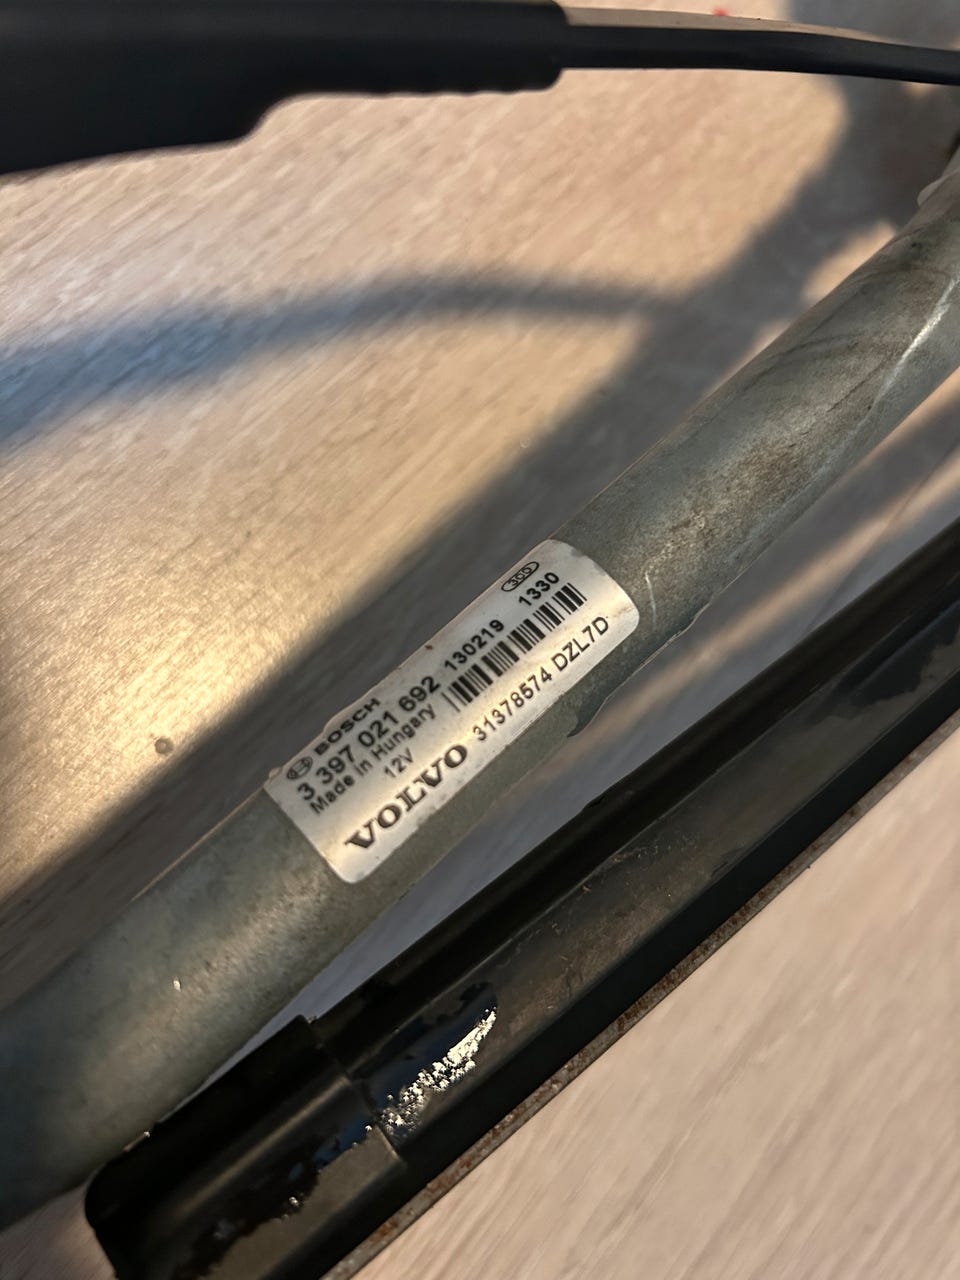 BOSCH
3 397 021 692 130219 1330
Made in Hungary
12V
VOLVO 31378574 DZL7D